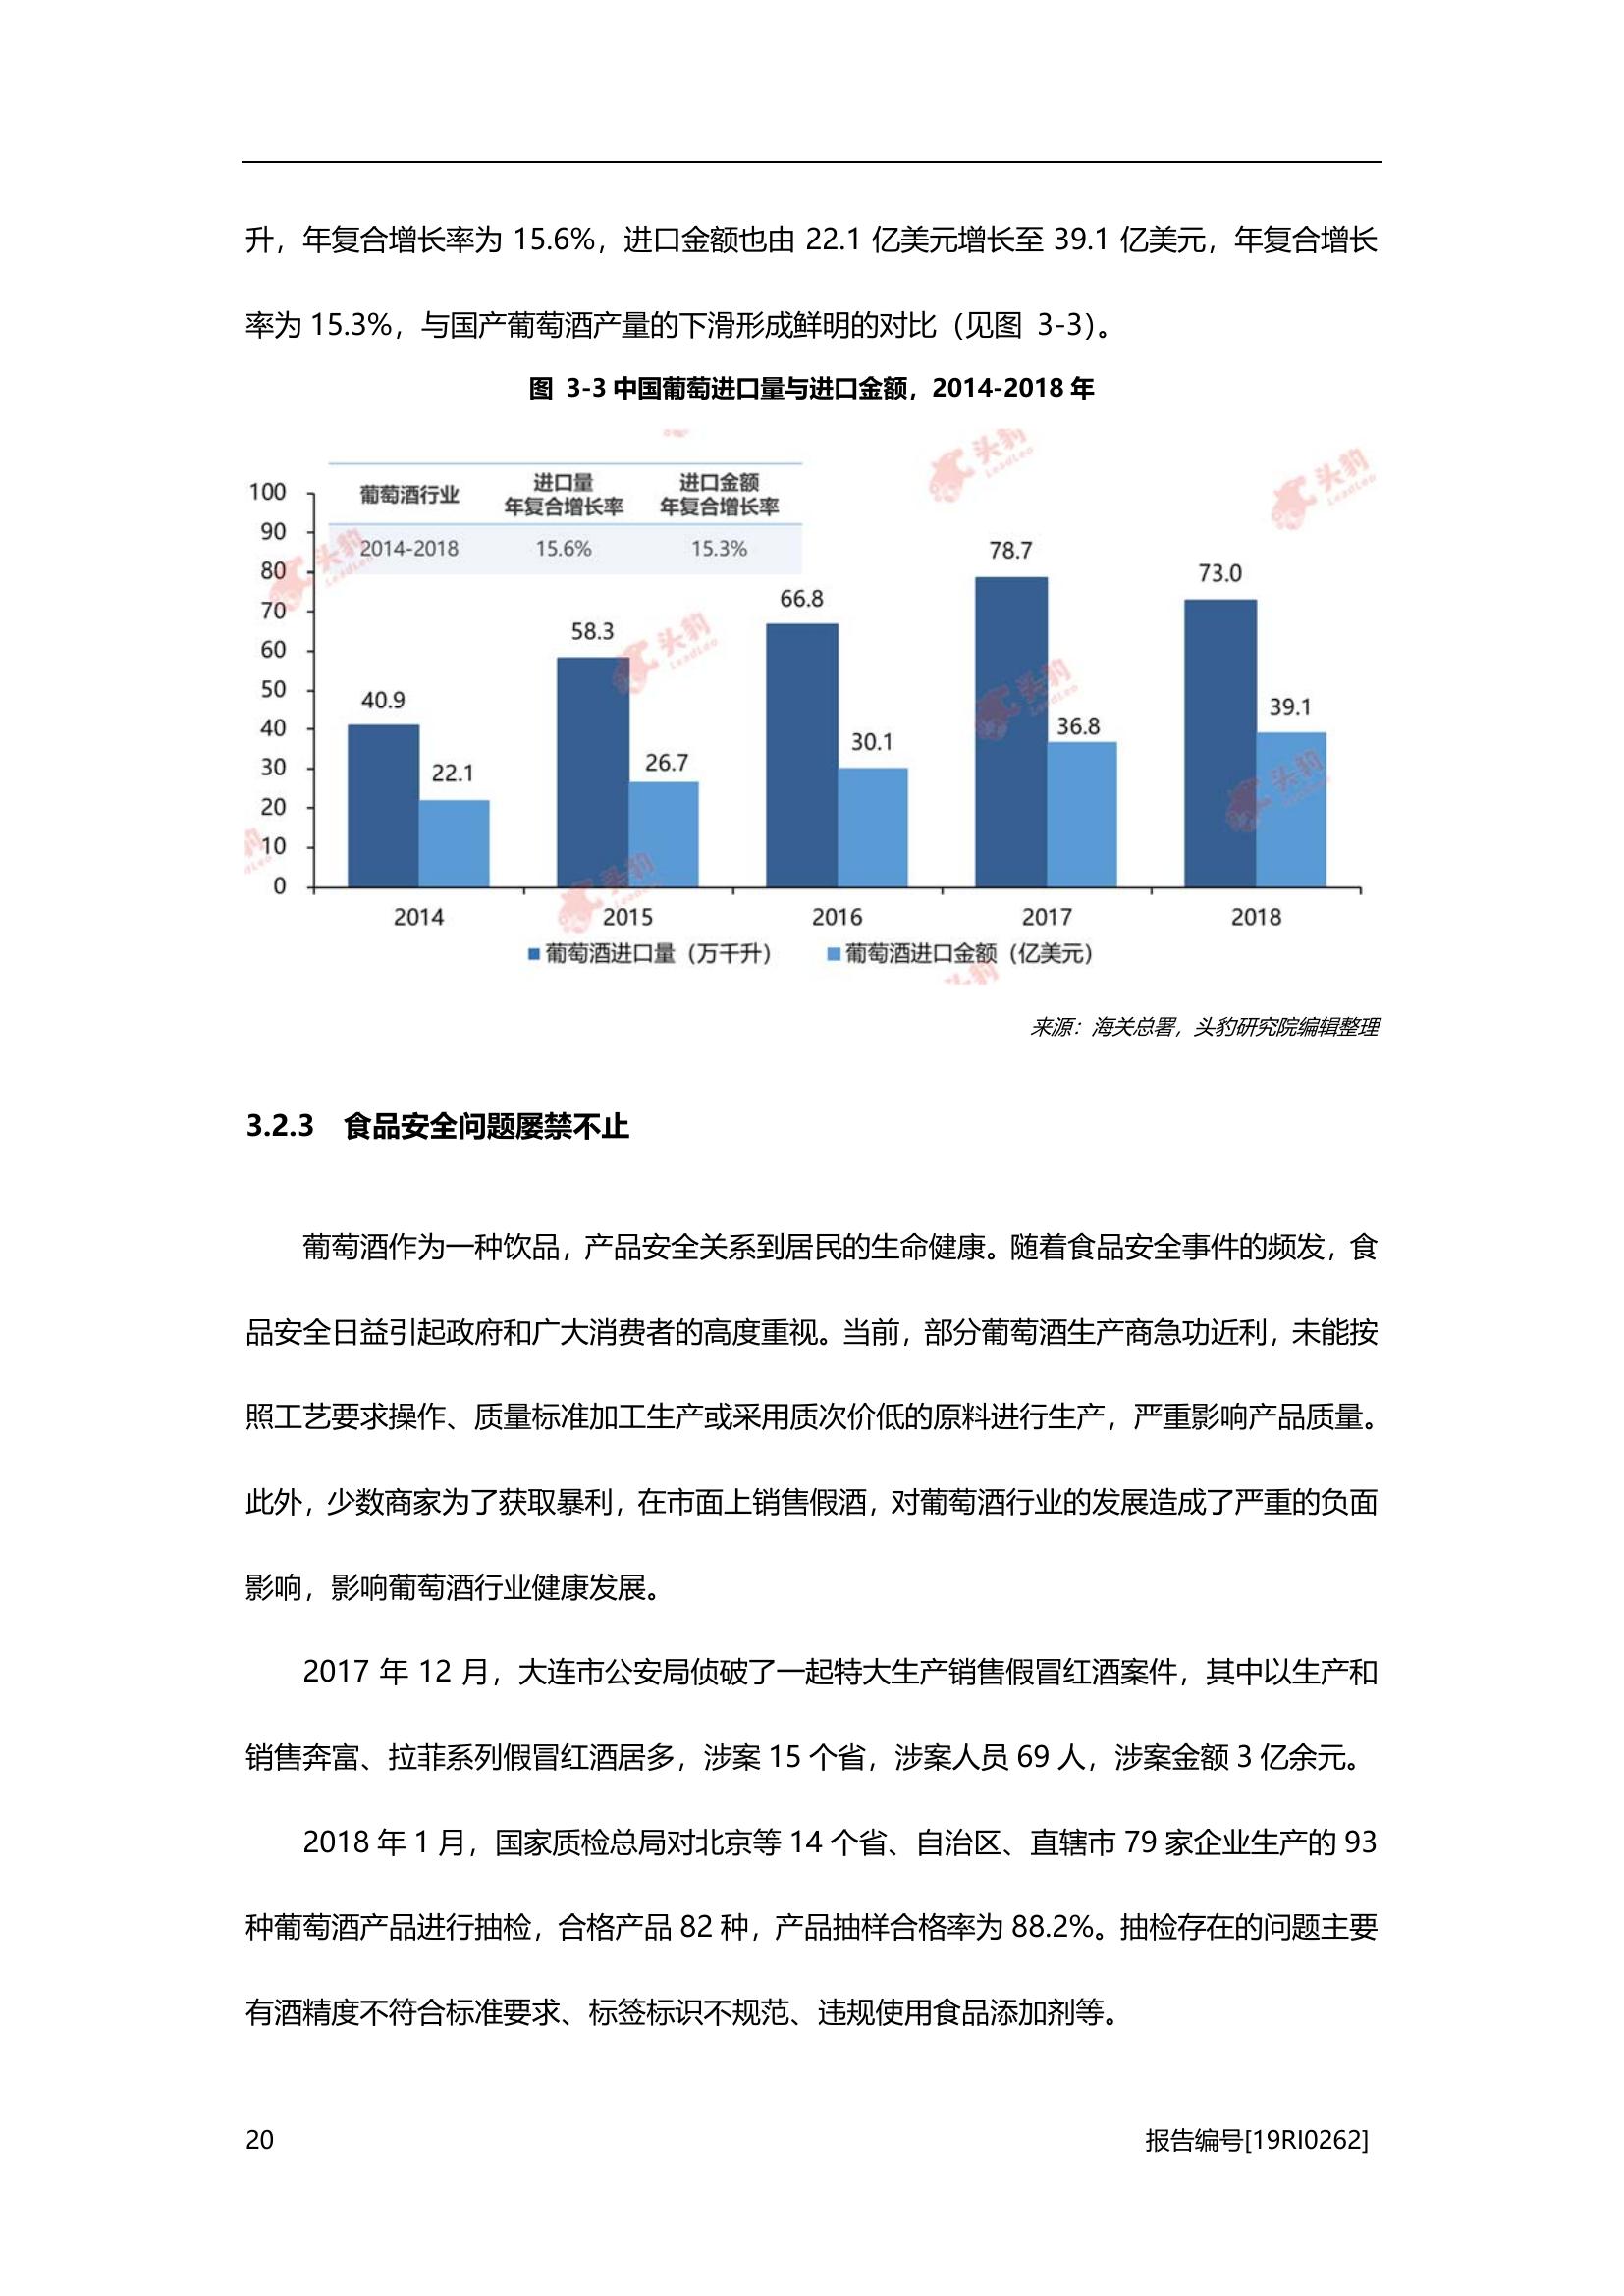 升，年复合增长率为 15.6%，进口金额也由 22.1 亿美元增长至 39.1 亿美元，年复合增长
率为 15.3%，与国产葡萄酒产量的下滑形成鲜明的对比（见图 3-3）。
图 3-3 中国葡萄进口量与进口金额，2014-2018 年
葡萄酒行业 进口量年复合增长率 进口金额年复合增长率
2014-2018 15.6% 15.3%
100
90
80
70
60
50
40
30
20
10
0
40.9 22.1
58.3 26.7
66.8 30.1
78.7 36.8
73.0 39.1
2014 2015 2016 2017 2018
葡萄酒进口量（万千升） 葡萄酒进口金额（亿美元）
头豹 LeadLeo
头豹 LeadLeo
头豹 LeadLeo
头豹 LeadLeo
头豹 LeadLeo
头豹 LeadLeo
头豹 LeadLeo
来源：海关总署，头豹研究院编辑整理
3.2.3 食品安全问题屡禁不止
葡萄酒作为一种饮品，产品安全关系到居民的生命健康。随着食品安全事件的频发，食
品安全日益引起政府和广大消费者的高度重视。当前，部分葡萄酒生产商急功近利，未能按
照工艺要求操作、质量标准加工生产或采用质次价低的原料进行生产，严重影响产品质量。
此外，少数商家为了获取暴利，在市面上销售假酒，对葡萄酒行业的发展造成了严重的负面
影响，影响葡萄酒行业健康发展。
2017 年 12 月，大连市公安局侦破了一起特大生产销售假冒红酒案件，其中以生产和
销售奔富、拉菲系列假冒红酒居多，涉案 15 个省，涉案人员 69 人，涉案金额 3 亿余元。
2018 年 1 月，国家质检总局对北京等 14 个省、自治区、直辖市 79 家企业生产的 93
种葡萄酒产品进行抽检，合格产品 82 种，产品抽样合格率为 88.2%。抽检存在的问题主要
有酒精度不符合标准要求、标签标识不规范、违规使用食品添加剂等。
20 报告编号[19RI0262]